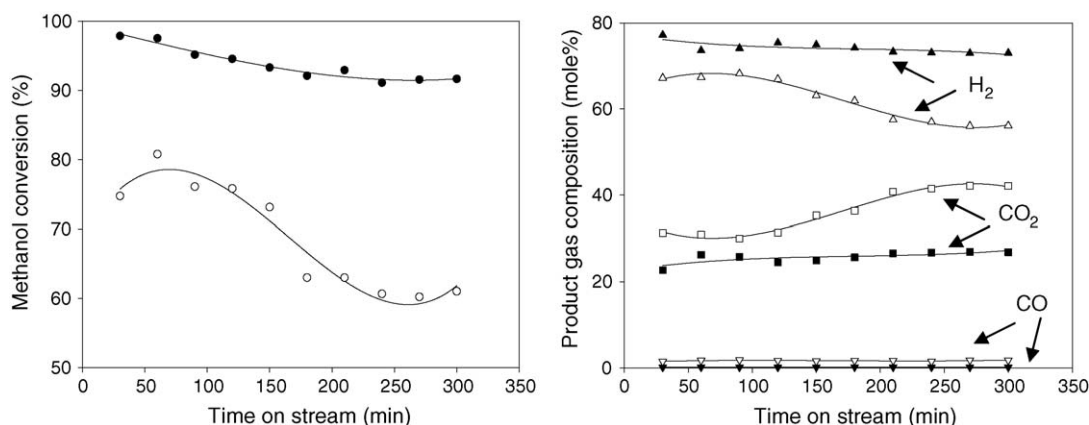 Methanol conversion (%)
100
90
80
70
60
50
0 50 100 150 200 250 300 350
Time on stream (min)
Product gas composition (mole%)
80
60
40
20
0
H₂
CO₂
CO
0 50 100 150 200 250 300 350
Time on stream (min)